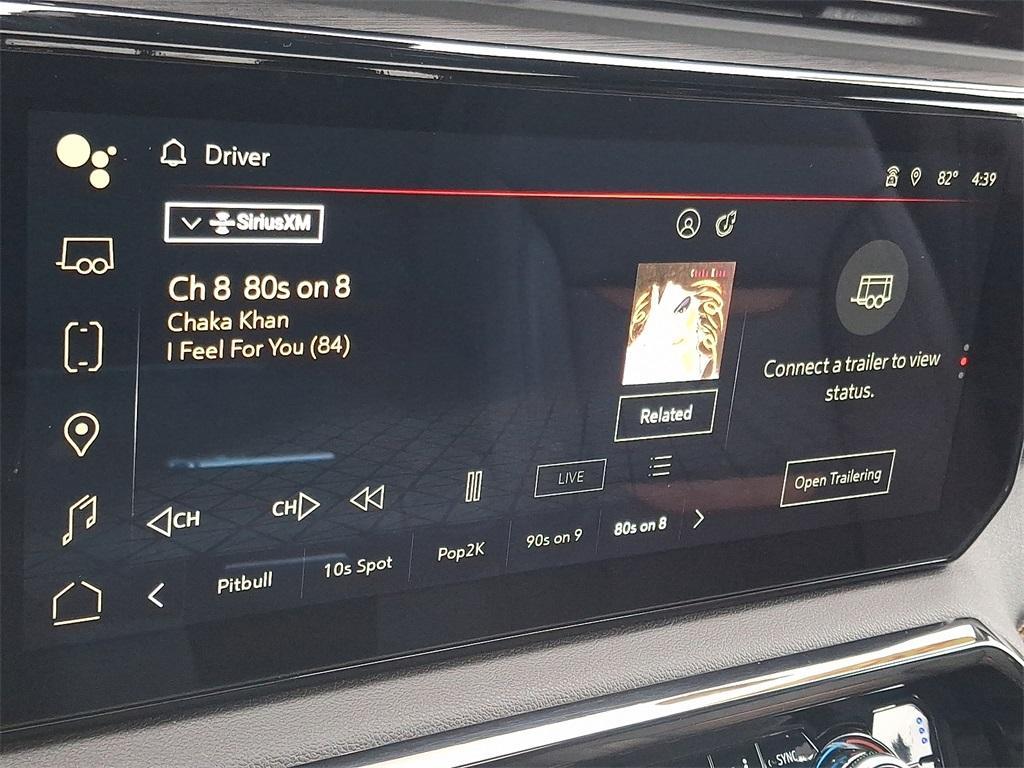 Driver
82° 4:39
SiriusXM
Ch 8 80s on 8
Chaka Khan
I Feel For You (84)
Chaka Khan
Related
Connect a trailer to view
status.
Open Trailering
CH
CH
LIVE
Pitbull
10s Spot
Pop2K
90s on 9
80s on 8
SYNC